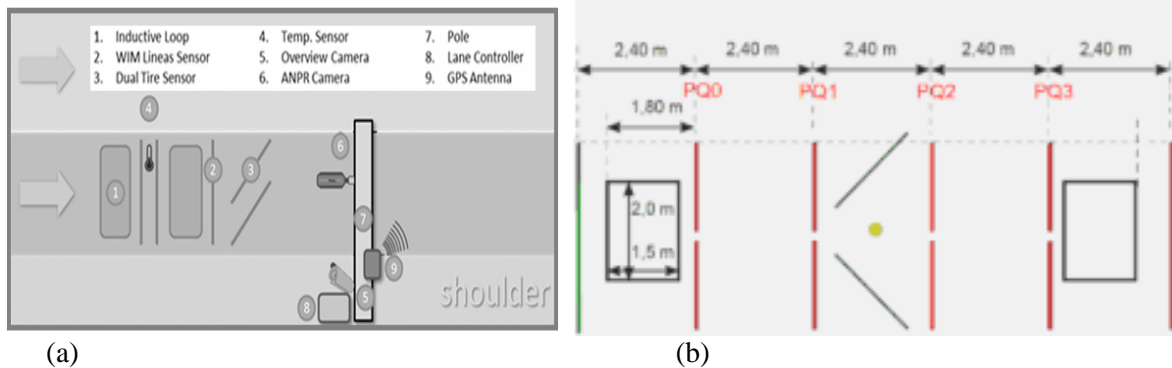 1. Inductive Loop
2. WIM Lineas Sensor
3. Dual Tire Sensor
4. Temp. Sensor
5. Overview Camera
6. ANPR Camera
7. Pole
8. Lane Controller
9. GPS Antenna
4
6
1
2
3
7
9
5
8
shoulder
(a)
2,40 m 2,40 m 2,40 m 2,40 m 2,40 m
PQ0 PQ1 PQ2 PQ3
1,80 m
2,0 m
1,5 m
(b)